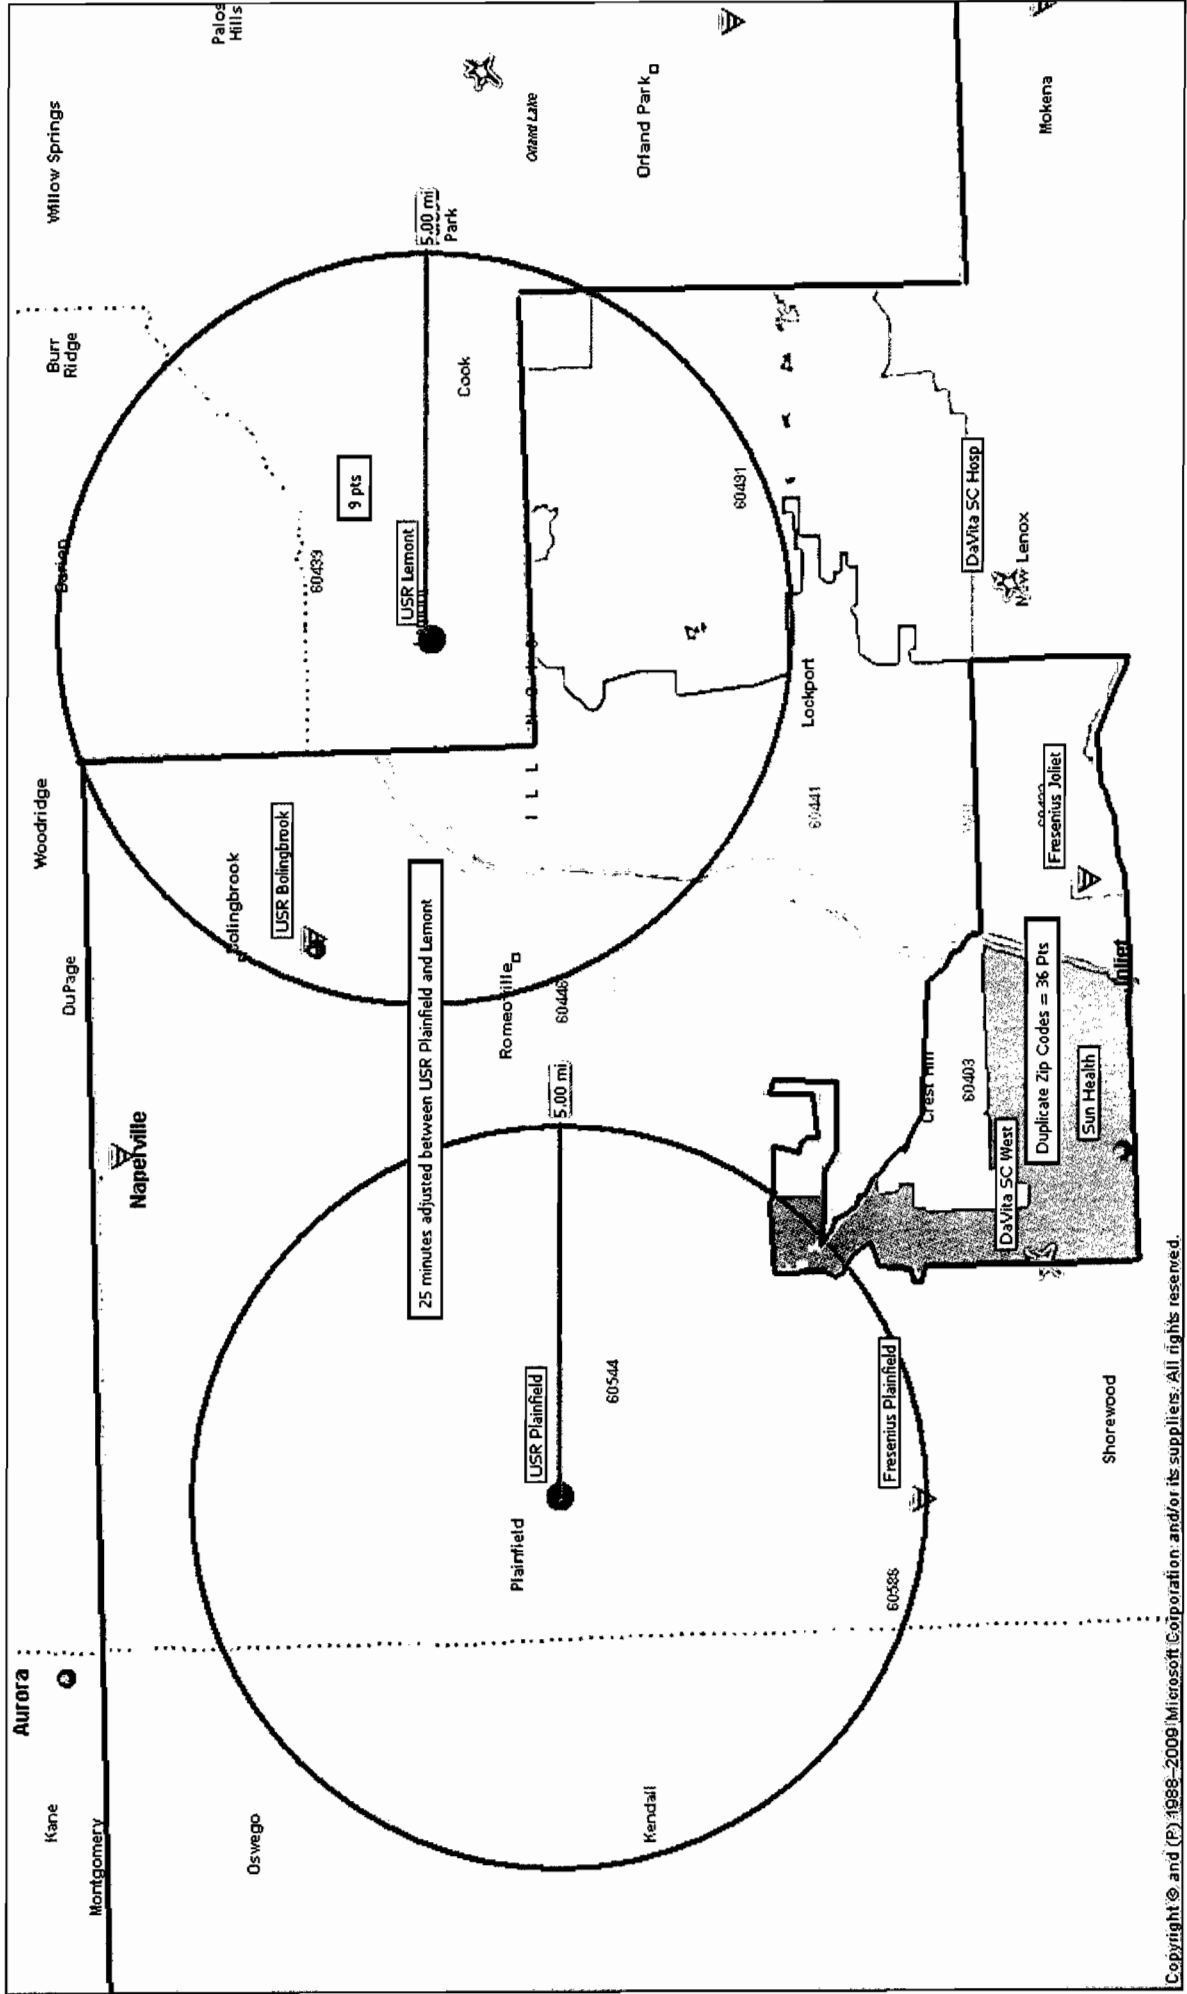 Aurora
Kane
Montgomery
Oswego
Kendall
DuPage
Naperville
Woodridge
Bolingbrook
USR Bolingbrook
Darien
Burr
Ridge
Willow Springs
Palos
Hills
60439
9 pts
USR Lemont
5.00 mi
Park
Cook
Orland Lake
Orland Park
Mokena
25 minutes adjusted between USR Plainfield and Lemont
Romeoville
60446
5.00 mi
I L L I N O I S
Plainfield
USR Plainfield
60544
60491
Lockport
60441
Fresenius Plainfield
60586
Crest Hill
60403
DaVita SC Hosp
New Lenox
DaVita SC West
Duplicate Zip Codes = 36 Pts
Sun Health
Fresenius Joliet
Joliet
Shorewood
Copyright © and (P) 1988–2009 Microsoft Corporation and/or its suppliers. All rights reserved.